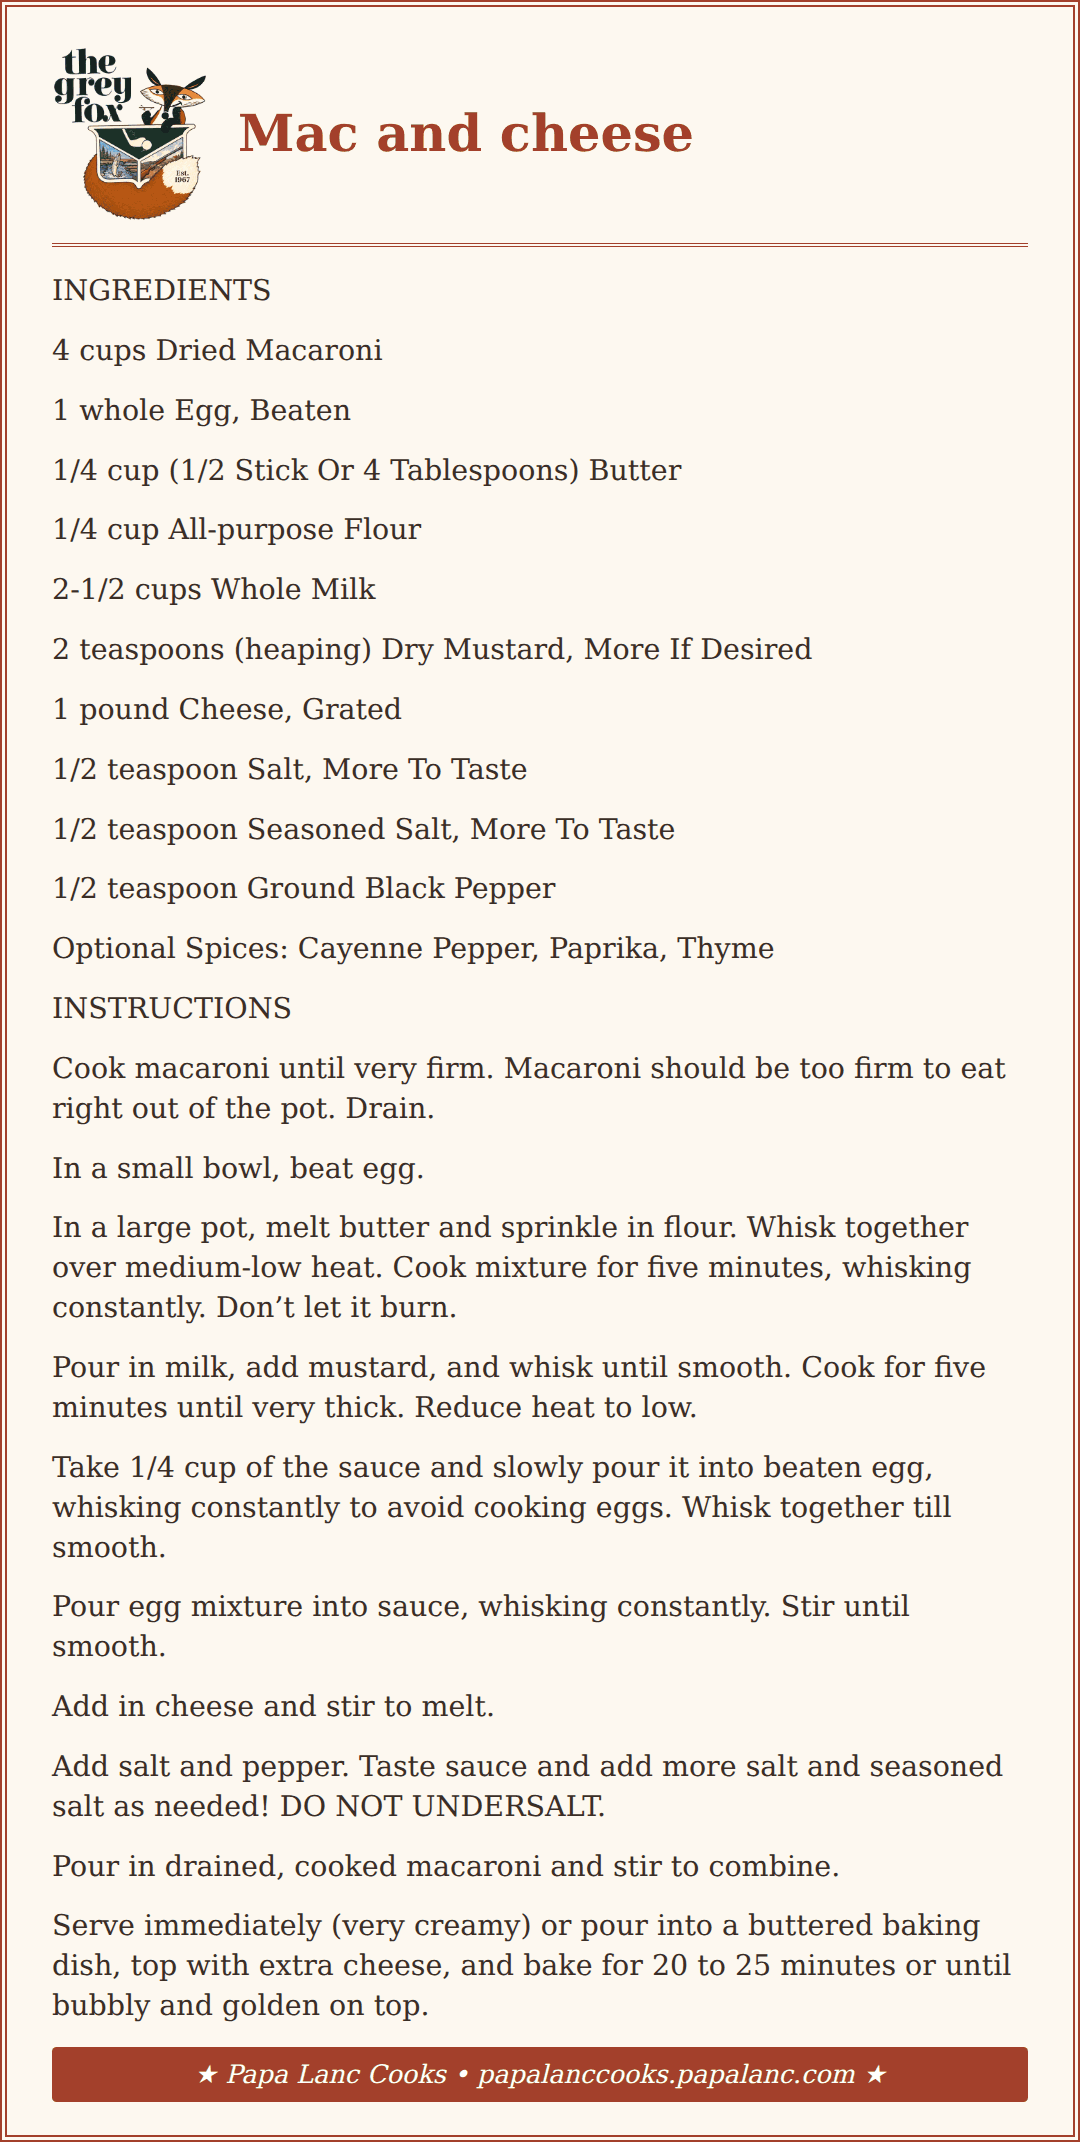 the
grey
fox
Est.
1967
Mac and cheese
INGREDIENTS
4 cups Dried Macaroni
1 whole Egg, Beaten
1/4 cup (1/2 Stick Or 4 Tablespoons) Butter
1/4 cup All-purpose Flour
2-1/2 cups Whole Milk
2 teaspoons (heaping) Dry Mustard, More If Desired
1 pound Cheese, Grated
1/2 teaspoon Salt, More To Taste
1/2 teaspoon Seasoned Salt, More To Taste
1/2 teaspoon Ground Black Pepper
Optional Spices: Cayenne Pepper, Paprika, Thyme
INSTRUCTIONS
Cook macaroni until very firm. Macaroni should be too firm to eat
right out of the pot. Drain.
In a small bowl, beat egg.
In a large pot, melt butter and sprinkle in flour. Whisk together
over medium-low heat. Cook mixture for five minutes, whisking
constantly. Don’t let it burn.
Pour in milk, add mustard, and whisk until smooth. Cook for five
minutes until very thick. Reduce heat to low.
Take 1/4 cup of the sauce and slowly pour it into beaten egg,
whisking constantly to avoid cooking eggs. Whisk together till
smooth.
Pour egg mixture into sauce, whisking constantly. Stir until
smooth.
Add in cheese and stir to melt.
Add salt and pepper. Taste sauce and add more salt and seasoned
salt as needed! DO NOT UNDERSALT.
Pour in drained, cooked macaroni and stir to combine.
Serve immediately (very creamy) or pour into a buttered baking
dish, top with extra cheese, and bake for 20 to 25 minutes or until
bubbly and golden on top.
★ Papa Lanc Cooks • papalanccooks.papalanc.com ★